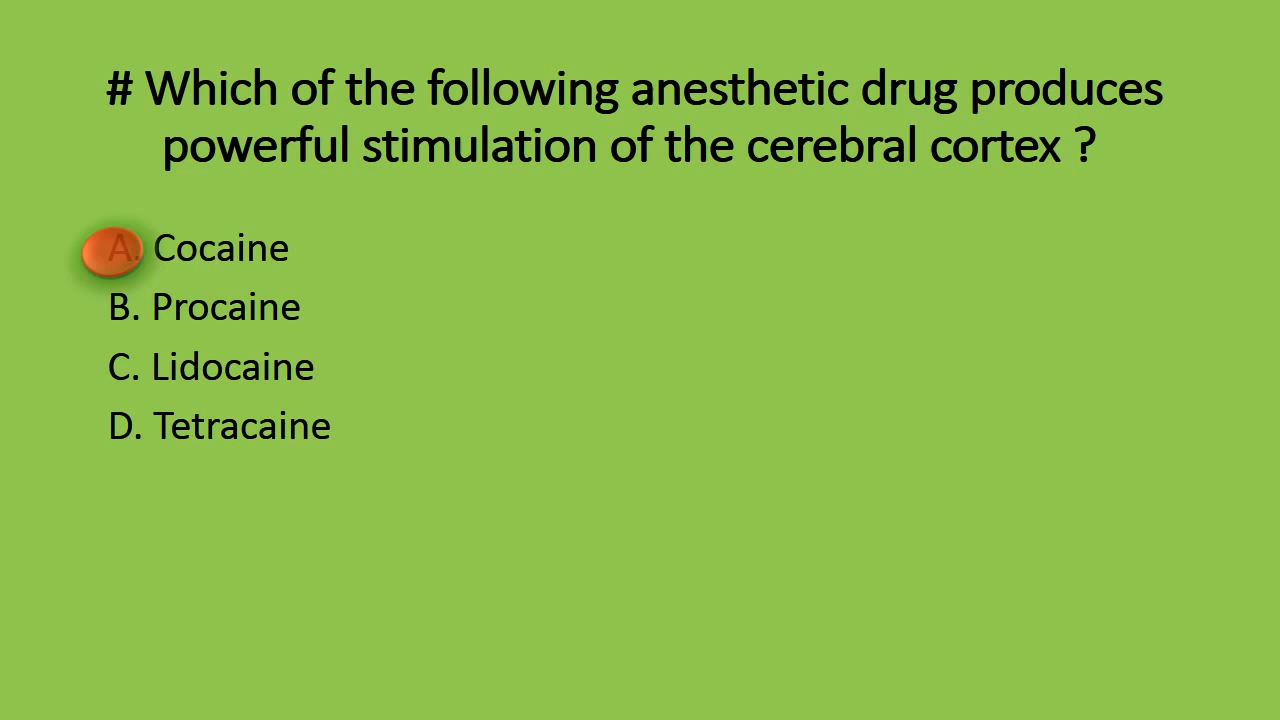 # Which of the following anesthetic drug produces
powerful stimulation of the cerebral cortex ?
A. Cocaine
B. Procaine
C. Lidocaine
D. Tetracaine